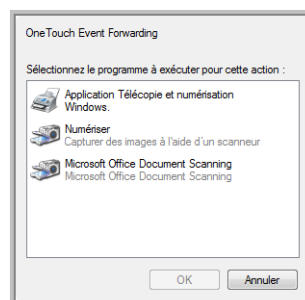 OneTouch Event Forwarding
Sélectionnez le programme à exécuter pour cette action :
Application Télécopie et numérisation
Windows.
Numériser
Capturer des images à l'aide d'un scanneur
Microsoft Office Document Scanning
Microsoft Office Document Scanning
OK
Annuler